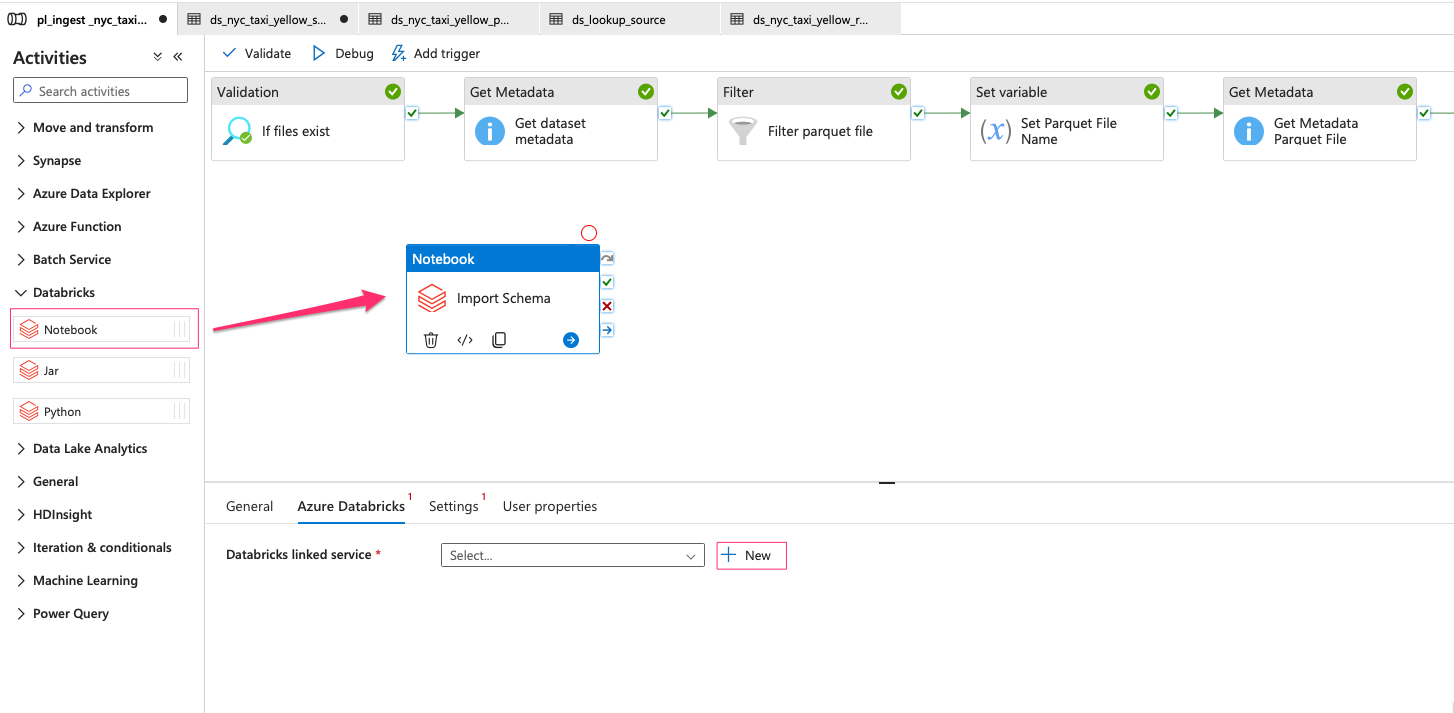 pl_ingest _nyc_taxi...
ds_nyc_taxi_yellow_s...
ds_nyc_taxi_yellow_p...
ds_lookup_source
ds_nyc_taxi_yellow_r...
Activities
Search activities
Move and transform
Synapse
Azure Data Explorer
Azure Function
Batch Service
Databricks
Notebook
Jar
Python
Data Lake Analytics
General
HDInsight
Iteration & conditionals
Machine Learning
Power Query
Validate
Debug
Add trigger
Validation
If files exist
Get Metadata
Get dataset
metadata
Filter
Filter parquet file
Set variable
(x)
Set Parquet File
Name
Get Metadata
Get Metadata
Parquet File
Notebook
Import Schema
General
Azure Databricks 1
Settings 1
User properties
Databricks linked service *
Select...
New